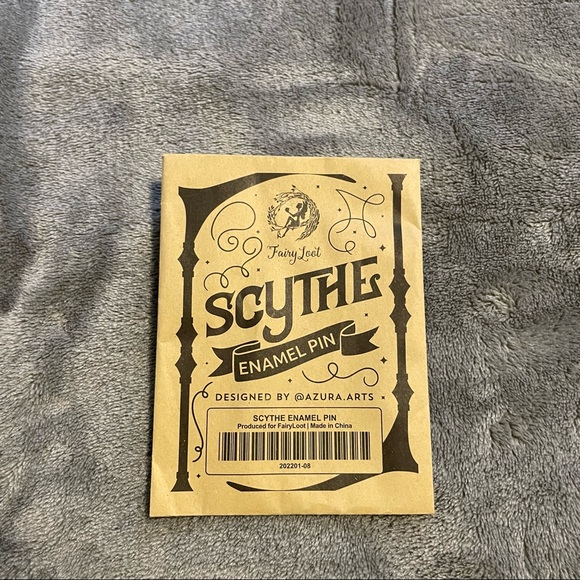 FairyLoot
SCYTHE
ENAMEL PIN
DESIGNED BY @AZURA.ARTS
SCYTHE ENAMEL PIN
Produced for FairyLoot | Made in China
202201-08